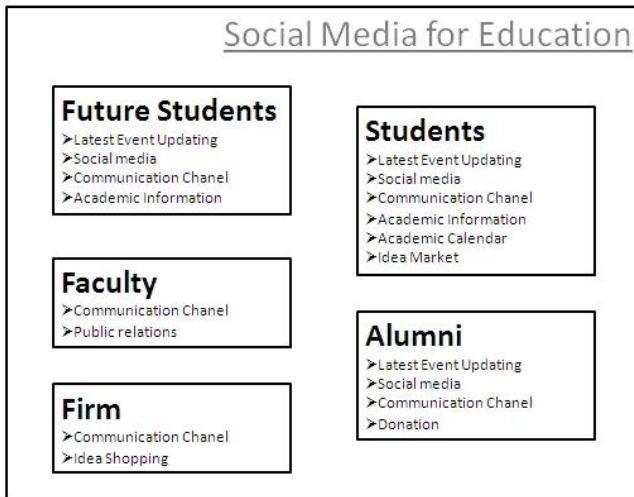 Social Media for Education
Future Students
➢Latest Event Updating
➢Social media
➢Communication Chanel
➢Academic Information
Faculty
➢Communication Chanel
➢Public relations
Firm
➢Communication Chanel
➢Idea Shopping
Students
➢Latest Event Updating
➢Social media
➢Communication Chanel
➢Academic Information
➢Academic Calendar
➢Idea Market
Alumni
➢Latest Event Updating
➢Social media
➢Communication Chanel
➢Donation